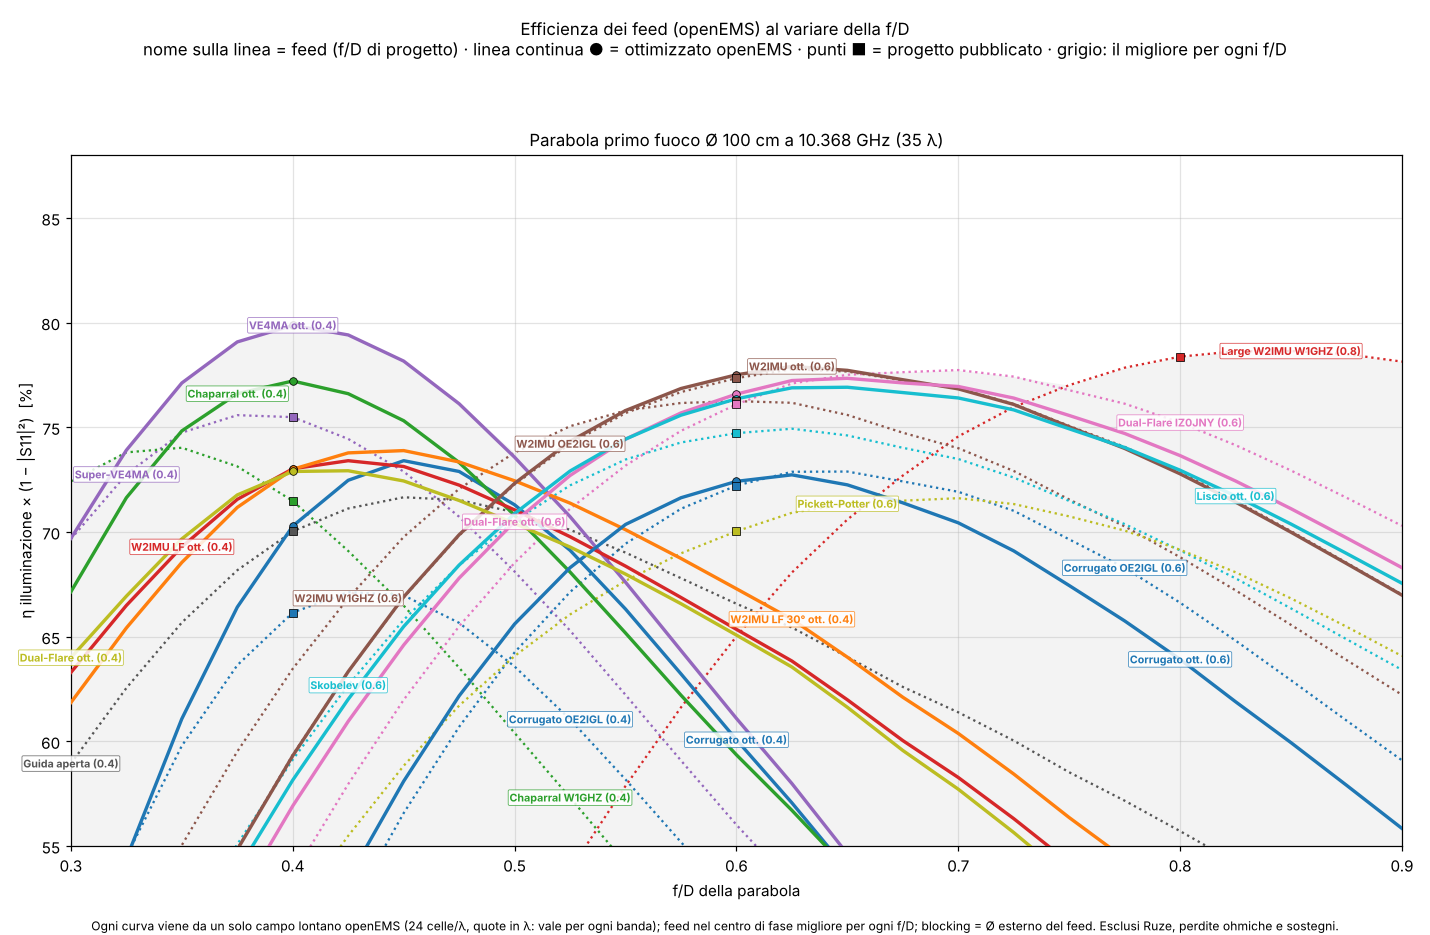 Efficienza dei feed (openEMS) al variare della f/D
nome sulla linea = feed (f/D di progetto) · linea continua ● = ottimizzato openEMS · punti ■ = progetto pubblicato · grigio: il migliore per ogni f/D
Parabola primo fuoco Ø 100 cm a 10.368 GHz (35 λ)
η illuminazione × (1 − |S11|²) [%]
85
80
75
70
65
60
55
VE4MA ott. (0.4)
Large W2IMU W1GHZ (0.8)
W2IMU ott. (0.6)
Chaparral ott. (0.4)
Dual-Flare IZ0JNY (0.6)
W2IMU OE2IGL (0.6)
Super-VE4MA (0.4)
Liscio ott. (0.6)
Pickett-Potter (0.6)
Dual-Flare ott. (0.6)
W2IMU LF ott. (0.4)
Corrugato OE2IGL (0.6)
W2IMU W1GHZ (0.6)
W2IMU LF 30° ott. (0.4)
Dual-Flare ott. (0.4)
Corrugato ott. (0.6)
Skobelev (0.6)
Corrugato OE2IGL (0.4)
Corrugato ott. (0.4)
Guida aperta (0.4)
Chaparral W1GHZ (0.4)
0.3 0.4 0.5 0.6 0.7 0.8 0.9
f/D della parabola
Ogni curva viene da un solo campo lontano openEMS (24 celle/λ, quote in λ: vale per ogni banda); feed nel centro di fase migliore per ogni f/D; blocking = Ø esterno del feed. Esclusi Ruze, perdite ohmiche e sostegni.